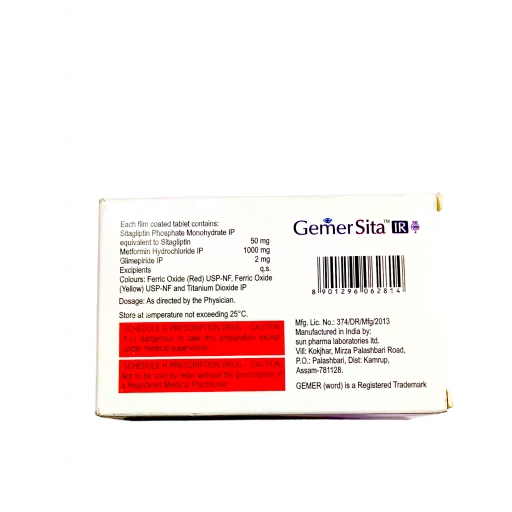 Each film coated tablet contains:
Sitagliptin Phosphate Monohydrate IP
equivalent to Sitagliptin 50 mg
Metformin Hydrochloride IP 1000 mg
Glimepiride IP 2 mg
Excipients q.s.
Colours: Ferric Oxide (Red) USP-NF, Ferric Oxide
(Yellow) USP-NF and Titanium Dioxide IP
Dosage: As directed by the Physician.
Store at temperature not exceeding 25°C.
SCHEDULE G PRESCRIPTION DRUG - CAUTION
It is dangerous to take this preparation except
under medical supervision
SCHEDULE H PRESCRIPTION DRUG - CAUTION
Not to be sold by retail without the prescription of
a Registered Medical Practitioner
Gemer Sita™ IR
8 901296 062814
Mfg. Lic. No.: 374/DR/Mfg/2013
Manufactured in India by:
sun pharma laboratories ltd.
Vill: Kokjhar, Mirza Palashbari Road,
P.O.: Palashbari, Dist: Kamrup,
Assam-781128.
GEMER (word) is a Registered Trademark